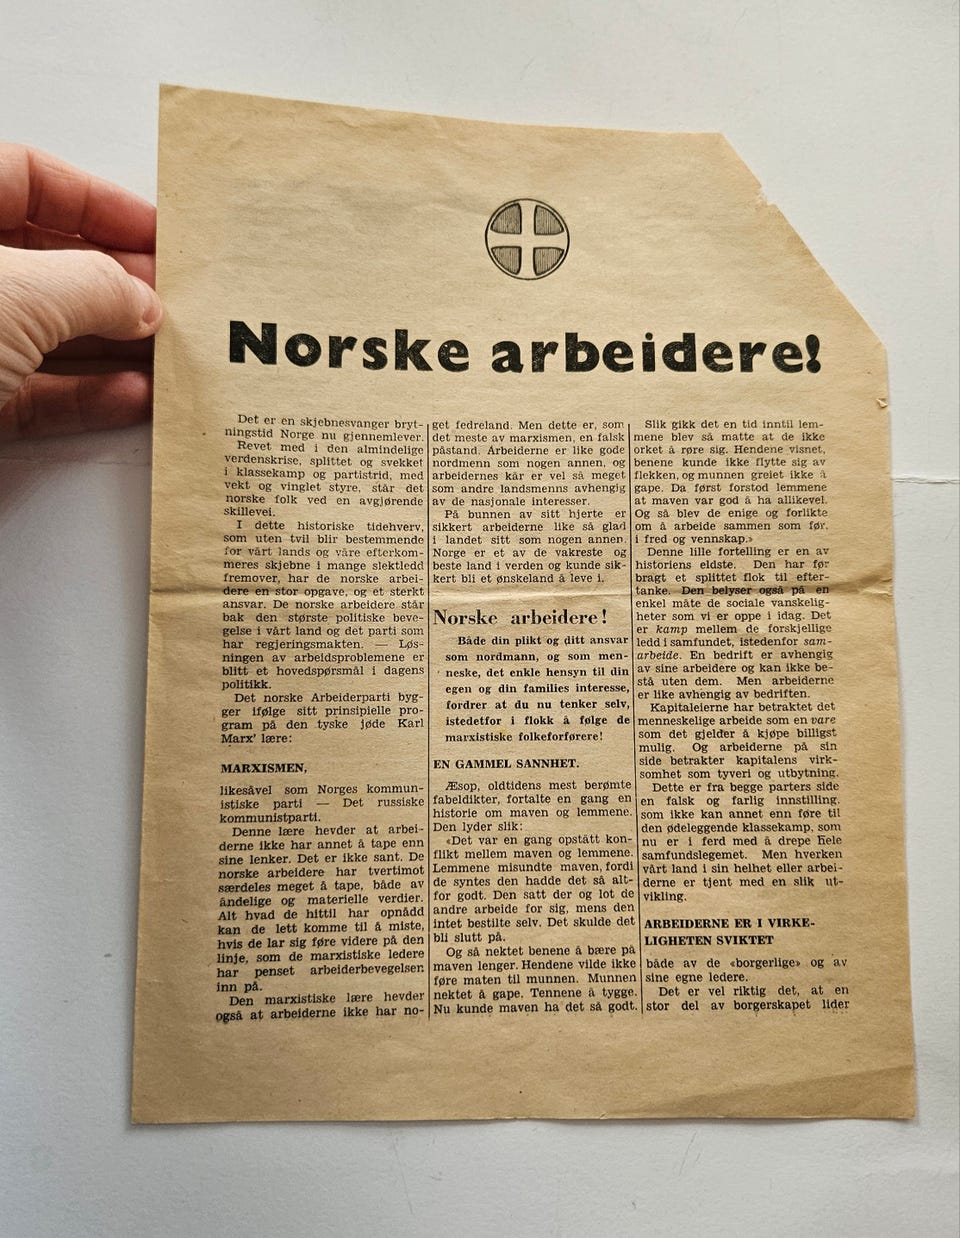 Norske arbeidere!
Det er en skjebnesvanger bryt-
ningstid Norge nu gjennemlever.
Revet med i den almindelige
verdenskrise, splittet og svekket
i klassekamp og partistrid, med
vekt og vinglet styre, står det
norske folk ved en avgjørende
skillevei.
I dette historiske tidehverv,
som uten tvil blir bestemmende
for vårt lands og våre efterkom-
meres skjebne i mange slektledd
fremover, har de norske arbei-
dere en stor opgave, og et sterkt
ansvar. De norske arbeidere står
bak den største politiske beve-
gelse i vårt land og det parti som
har regjeringsmakten. — Løs-
ningen av arbeidsproblemene er
blitt et hovedspørsmål i dagens
politikk.
Det norske Arbeiderparti byg-
ger ifølge sitt prinsipielle pro-
gram på den tyske jøde Karl
Marx' lære:
MARXISMEN,
likesåvel som Norges kommun-
istiske parti — Det russiske
kommunistparti.
Denne lære hevder at arbei-
derne ikke har annet å tape enn
sine lenker. Det er ikke sant. De
norske arbeidere har tvertimot
særdeles meget å tape, både av
åndelige og materielle verdier.
Alt hvad de hittil har opnådd
kan de lett komme til å miste,
hvis de lar sig føre videre på den
linje, som de marxistiske ledere
har penset arbeiderbevegelsen
inn på.
Den marxistiske lære hevder
også at arbeiderne ikke har no-
get fedreland. Men dette er, som
det meste av marxismen, en falsk
påstand. Arbeiderne er like gode
nordmenn som nogen annen, og
arbeidernes kår er vel så meget
som andre landsmenns avhengig
av de nasjonale interesser.
På bunnen av sitt hjerte er
sikkert arbeiderne like så glad
i landet sitt som nogen annen.
Norge er et av de vakreste og
beste land i verden og kunde sik-
kert bli et ønskeland å leve i.
Norske arbeidere!
Både din plikt og ditt ansvar
som nordmann, og som men-
neske, det enkle hensyn til din
egen og din families interesse,
fordrer at du nu tenker selv,
istedetfor i flokk å følge de
marxistiske folkeforførere!
EN GAMMEL SANNHET.
Æsop, oldtidens mest berømte
fabeldikter, fortalte en gang en
historie om maven og lemmene.
Den lyder slik:
«Det var en gang opstått kon-
flikt mellem maven og lemmene.
Lemmene misundte maven, fordi
de syntes den hadde det så alt-
for godt. Den satt der og lot de
andre arbeide for sig, mens den
intet bestilte selv. Det skulde det
bli slutt på.
Og så nektet benene å bære på
maven lenger. Hendene vilde ikke
føre maten til munnen. Munnen
nektet å gape. Tennene å tygge.
Nu kunde maven ha det så godt.
Slik gikk det en tid inntil lem-
mene blev så matte at de ikke
orket å røre sig. Hendene visnet,
benene kunde ikke flytte sig av
flekken, og munnen greiet ikke å
gape. Da først forstod lemmene
at maven var god å ha allikevel.
Og så blev de enige og forlikte
om å arbeide sammen som før,
i fred og vennskap.»
Denne lille fortelling er en av
historiens eldste. Den har før
bragt et splittet flok til efter-
tanke. Den belyser også på en
enkel måte de sociale vanskelig-
heter som vi er oppe i idag. Det
er kamp mellem de forskjellige
ledd i samfundet, istedenfor sam-
arbeide. En bedrift er avhengig
av sine arbeidere og kan ikke be-
stå uten dem. Men arbeiderne
er like avhengig av bedriften.
Kapitaleierne har betraktet det
menneskelige arbeide som en vare
som det gjelder å kjøpe billigst
mulig. Og arbeiderne på sin
side betrakter kapitalens virk-
somhet som tyveri og utbytning.
Dette er fra begge parters side
en falsk og farlig innstilling.
som ikke kan annet enn føre til
den ødeleggende klassekamp, som
nu er i ferd med å drepe hele
samfundslegemet. Men hverken
vårt land i sin helhet eller arbei-
derne er tjent med en slik ut-
vikling.
ARBEIDERNE ER I VIRKE-
LIGHETEN SVIKTET
både av de «borgerlige» og av
sine egne ledere.
Det er vel riktig det, at en
stor del av borgerskapet lider